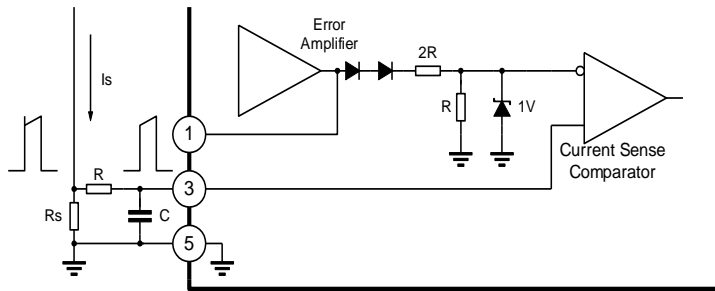 Error
Amplifier
Is
2R
R
1V
1
Current Sense
Comparator
R
3
Rs
C
5